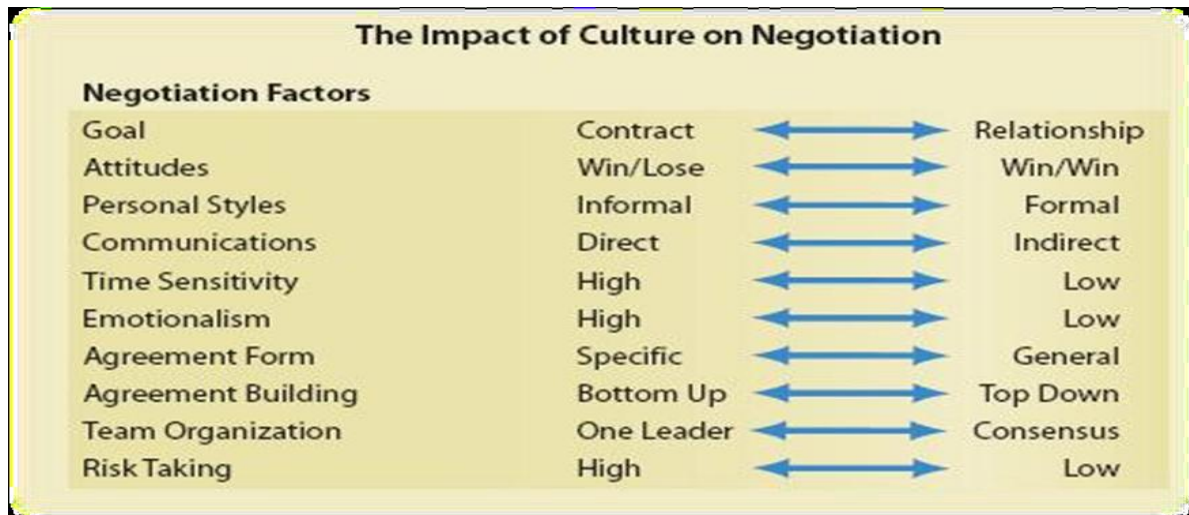 The Impact of Culture on Negotiation
Negotiation Factors
Goal Contract Relationship
Attitudes Win/Lose Win/Win
Personal Styles Informal Formal
Communications Direct Indirect
Time Sensitivity High Low
Emotionalism High Low
Agreement Form Specific General
Agreement Building Bottom Up Top Down
Team Organization One Leader Consensus
Risk Taking High Low